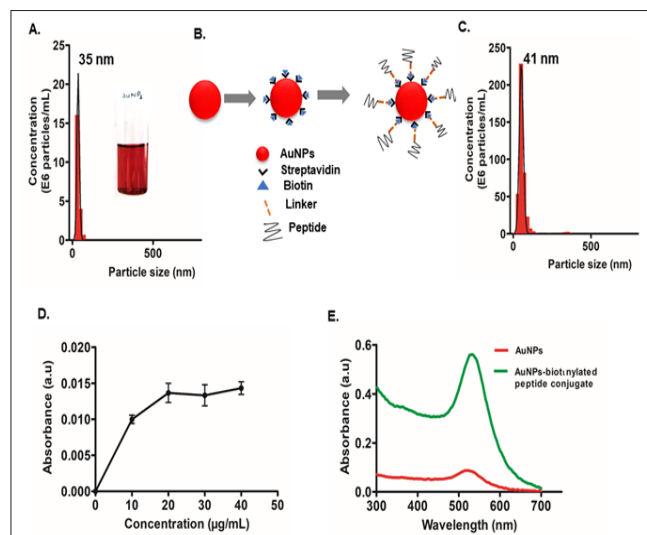 A.
35 nm
Concentration
(E6 particles/mL)
25
20
15
10
5
0
0
500
Particle size (nm)
AuNPs
B.
AuNPs
Streptavidin
Biotin
Linker
Peptide
C.
41 nm
Concentration
(E6 particles/mL)
250
200
150
100
50
0
0
500
Particle size (nm)
D.
Absorbance (a.u)
0.020
0.015
0.010
0.005
0.000
0
10
20
30
40
50
Concentration (µg/mL)
E.
Absorbance (a.u)
0.6
0.4
0.2
0.0
300
400
500
600
700
Wavelength (nm)
AuNPs
AuNPs-biotinylated
peptide conjugate